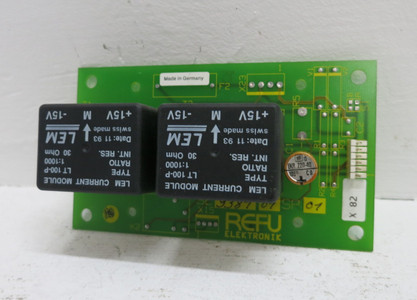 Made in Germany
X23
LEM CURRENT MODULE
TYPE LT 100-P
RATIO 1:1000
INT. RES. 30 Ohm
Date: 11 93
swiss made
LEM
+15V M -15V
LEM CURRENT MODULE
TYPE LT 100-P
RATIO 1:1000
INT. RES. 30 Ohm
Date: 11 93
swiss made
LEM
+15V M -15V
REFU
ELEKTRONIK
01
X 82